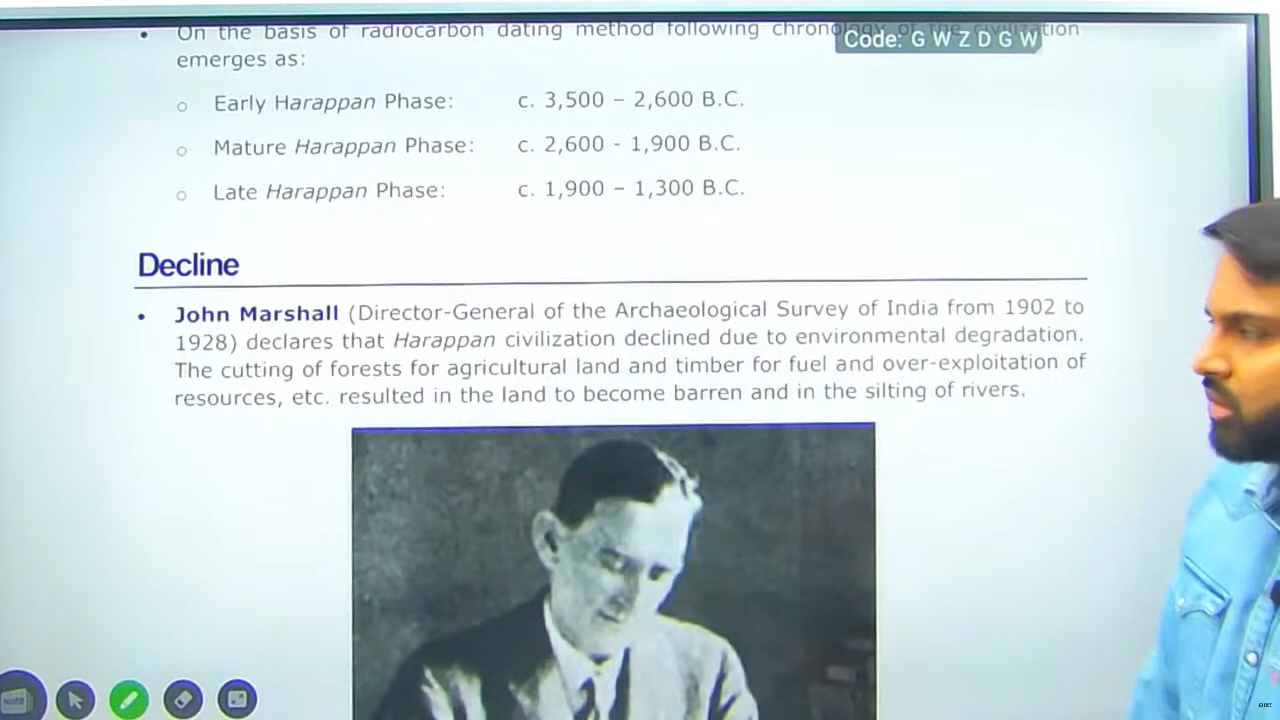 On the basis of radiocarbon dating method following
Code: G W Z D G W
emerges as:
Early Harappan Phase: c. 3,500 – 2,600 B.C.
Mature Harappan Phase: c. 2,600 - 1,900 B.C.
Late Harappan Phase: c. 1,900 – 1,300 B.C.
Decline
John Marshall (Director-General of the Archaeological Survey of India from 1902 to
1928) declares that Harappan civilization declined due to environmental degradation.
The cutting of forests for agricultural land and timber for fuel and over-exploitation of
resources, etc. resulted in the land to become barren and in the silting of rivers.
Note